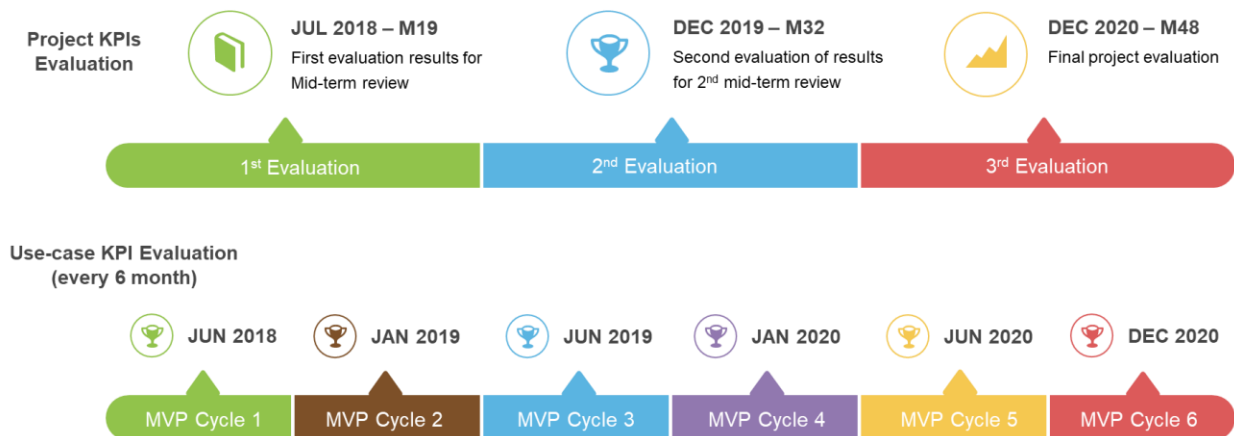 Project KPIs
Evaluation
JUL 2018 – M19
First evaluation results for
Mid-term review
DEC 2019 – M32
Second evaluation of results
for 2nd mid-term review
DEC 2020 – M48
Final project evaluation
1st Evaluation
2nd Evaluation
3rd Evaluation
Use-case KPI Evaluation
(every 6 month)
JUN 2018
JAN 2019
JUN 2019
JAN 2020
JUN 2020
DEC 2020
MVP Cycle 1
MVP Cycle 2
MVP Cycle 3
MVP Cycle 4
MVP Cycle 5
MVP Cycle 6